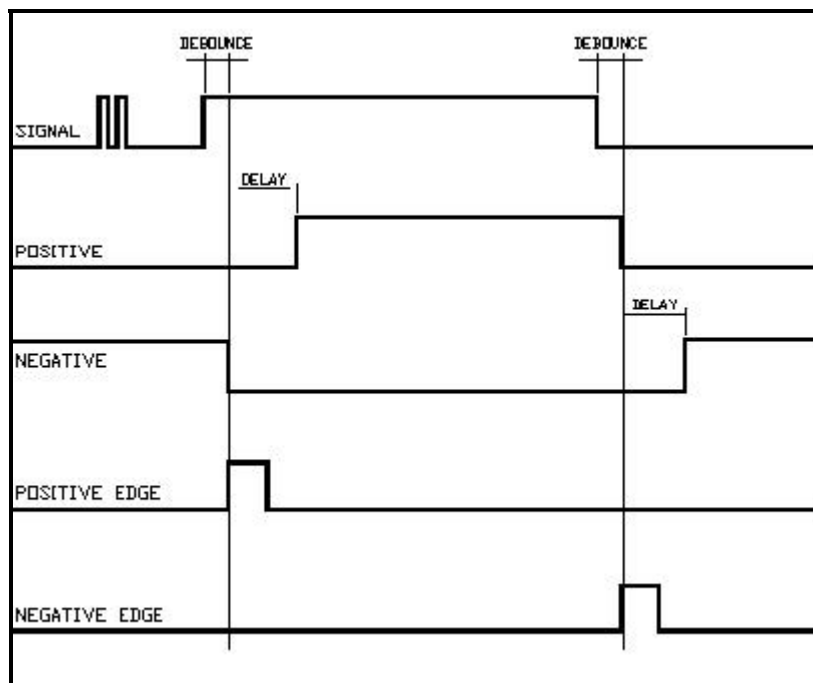 DEBOUNCE DEBOUNCE
SIGNAL
DELAY
POSITIVE
DELAY
NEGATIVE
POSITIVE EDGE
NEGATIVE EDGE